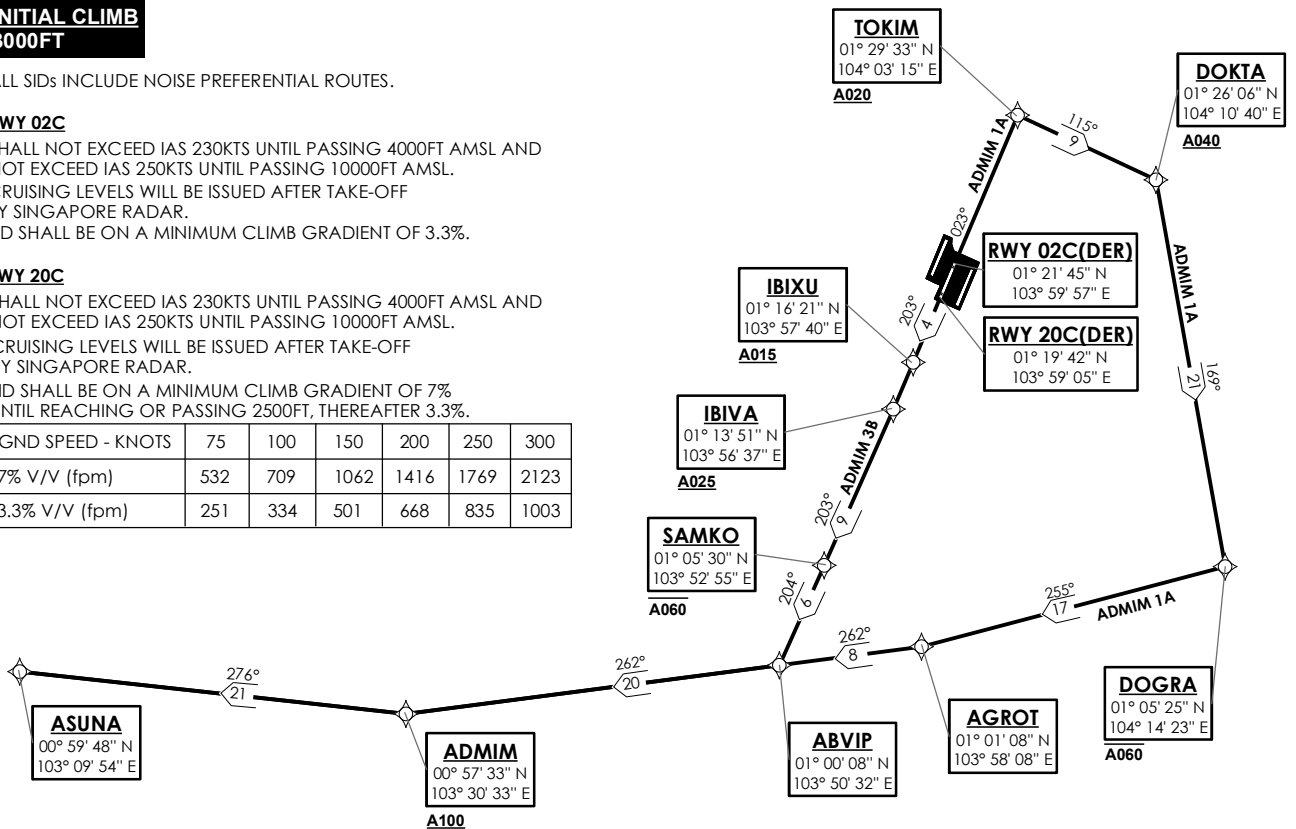 NITIAL CLIMB
3000FT
ALL SIDs INCLUDE NOISE PREFERENTIAL ROUTES.
WY 02C
HALL NOT EXCEED IAS 230KTS UNTIL PASSING 4000FT AMSL AND
NOT EXCEED IAS 250KTS UNTIL PASSING 10000FT AMSL.
CRUISING LEVELS WILL BE ISSUED AFTER TAKE-OFF
Y SINGAPORE RADAR.
ID SHALL BE ON A MINIMUM CLIMB GRADIENT OF 3.3%.
WY 20C
HALL NOT EXCEED IAS 230KTS UNTIL PASSING 4000FT AMSL AND
NOT EXCEED IAS 250KTS UNTIL PASSING 10000FT AMSL.
CRUISING LEVELS WILL BE ISSUED AFTER TAKE-OFF
Y SINGAPORE RADAR.
ID SHALL BE ON A MINIMUM CLIMB GRADIENT OF 7%
NTIL REACHING OR PASSING 2500FT, THEREAFTER 3.3%.
GND SPEED - KNOTS 75 100 150 200 250 300
7% V/V (fpm) 532 709 1062 1416 1769 2123
3.3% V/V (fpm) 251 334 501 668 835 1003
TOKIM
01° 29' 33" N
104° 03' 15" E
A020
DOKTA
01° 26' 06" N
104° 10' 40" E
A040
115°
9
ADMIM 1A
023°
RWY 02C(DER)
01° 21' 45" N
103° 59' 57" E
RWY 20C(DER)
01° 19' 42" N
103° 59' 05" E
ADMIM 1A
169°
21
IBIXU
01° 16' 21" N
103° 57' 40" E
A015
203°
4
IBIVA
01° 13' 51" N
103° 56' 37" E
A025
ADMIM 3B
203°
9
SAMKO
01° 05' 30" N
103° 52' 55" E
A060
204°
6
255°
17
ADMIM 1A
262°
8
262°
20
276°
21
DOGRA
01° 05' 25" N
104° 14' 23" E
A060
AGROT
01° 01' 08" N
103° 58' 08" E
ABVIP
01° 00' 08" N
103° 50' 32" E
ADMIM
00° 57' 33" N
103° 30' 33" E
A100
ASUNA
00° 59' 48" N
103° 09' 54" E